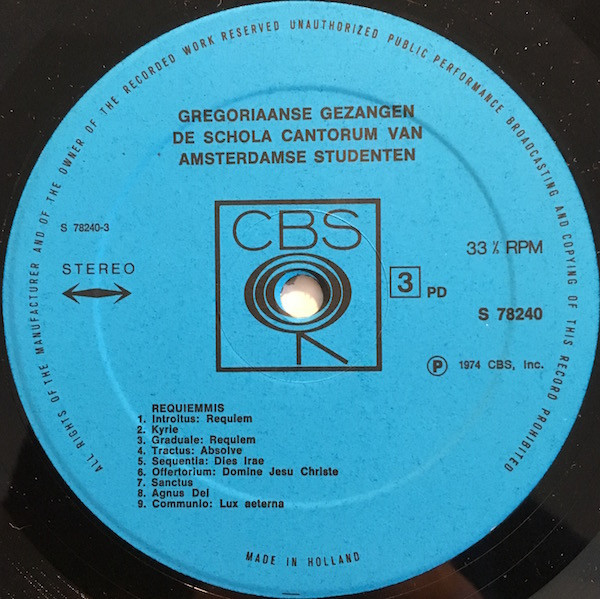 ALL RIGHTS OF THE MANUFACTURER AND OF THE OWNER OF THE RECORDED WORK RESERVED UNAUTHORIZED PUBLIC PERFORMANCE BROADCASTING AND COPYING OF THIS RECORD PROHIBITED
GREGORIAANSE GEZANGEN
DE SCHOLA CANTORUM VAN
AMSTERDAMSE STUDENTEN
S 78240-3
STEREO
CBS
33 ⅓ RPM
3 PD
S 78240
Ⓟ 1974 CBS, Inc.
REQUIEMMIS
1. Introitus: Requiem
2. Kyrie
3. Graduale: Requiem
4. Tractus: Absolve
5. Sequentia: Dies Irae
6. Offertorium: Domine Jesu Christe
7. Sanctus
8. Agnus Dei
9. Communio: Lux aeterna
MADE IN HOLLAND